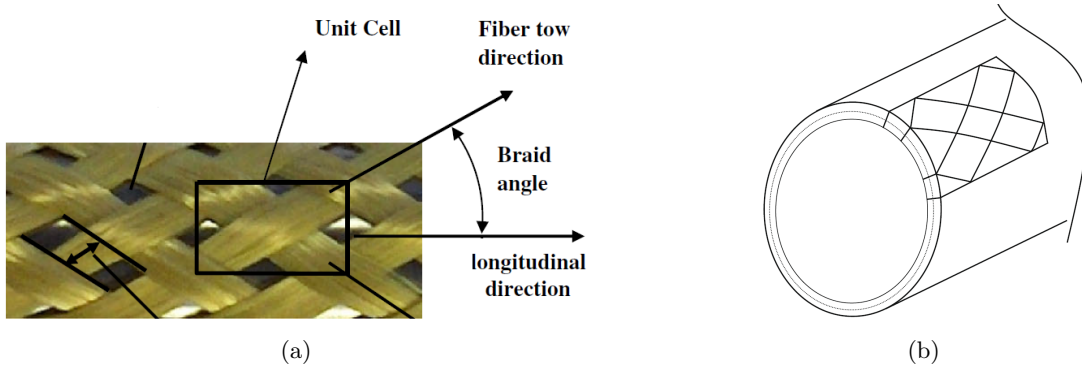 Unit Cell
Fiber tow
direction
Braid
angle
longitudinal
direction
(a)
(b)